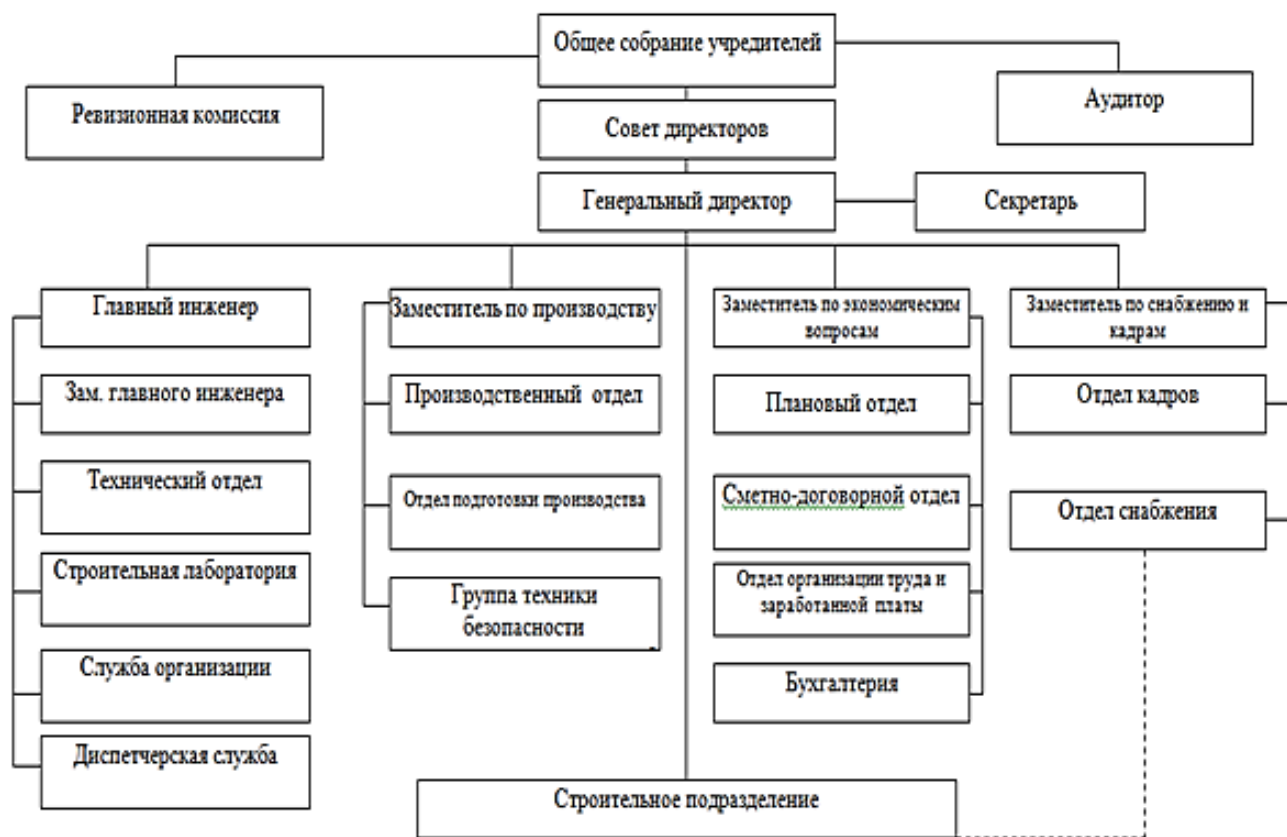 Общее собрание учредителей
Ревизионная комиссия
Аудитор
Совет директоров
Генеральный директор
Секретарь
Главный инженер
Заместитель по производству
Заместитель по экономическим
вопросам
Заместитель по снабжению и
кадрам
Зам. главного инженера
Производственный отдел
Плановый отдел
Отдел кадров
Технический отдел
Отдел подготовки производства
Сметно-договорной отдел
Отдел снабжения
Строительная лаборатория
Группа техники
безопасности
Отдел организации труда и
заработанной платы
Служба организации
Бухгалтерия
Диспетчерская служба
Строительное подразделение